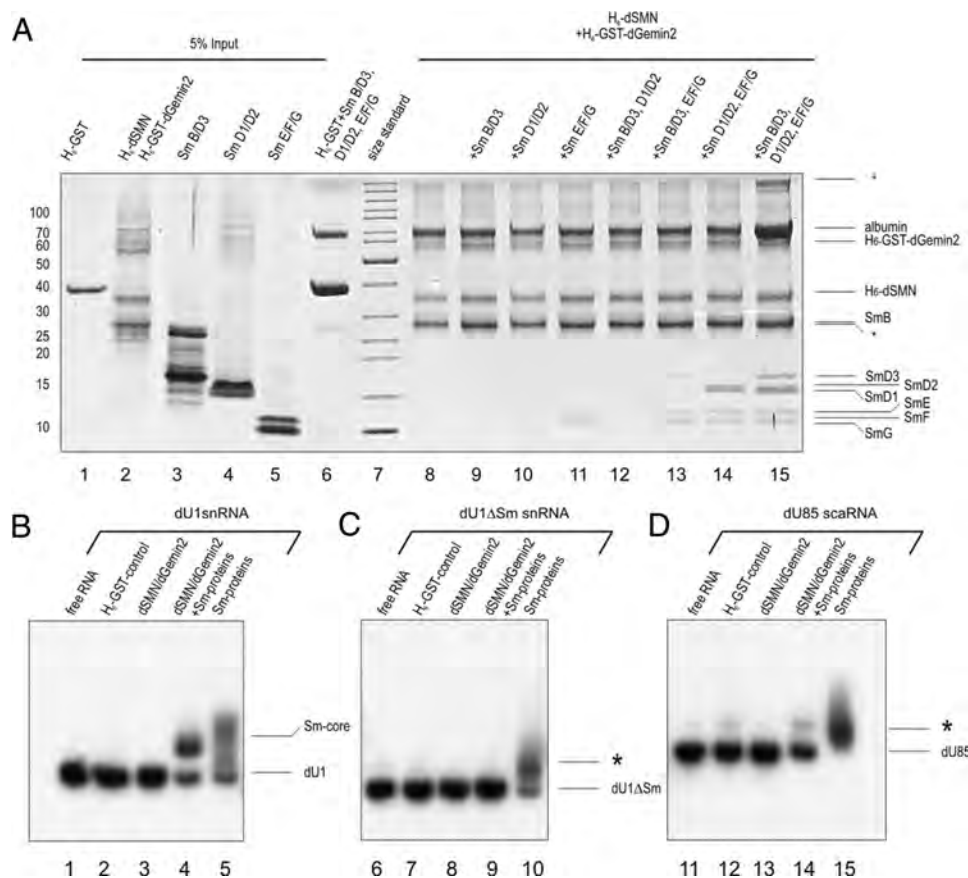 A
5% Input
H₆-dSMN
+H₆-GST-dGemin2
H₆-GST
H₆-dSMN
H₆-GST-dGemin2
Sm B/D3
Sm D1/D2
Sm E/F/G
H₆-GST+Sm B/D3,
D1/D2, E/F/G
size standard
+Sm B/D3
+Sm D1/D2
+Sm E/F/G
+Sm B/D3, D1/D2
+Sm B/D3, E/F/G
+Sm D1/D2, E/F/G
+Sm B/D3,
D1/D2, E/F/G
100
70
60
50
40
30
25
20
15
10
albumin
H6-GST-dGemin2
H6-dSMN
SmB
*
SmD3
SmD2
SmD1
SmE
SmF
SmG
1 2 3 4 5 6 7 8 9 10 11 12 13 14 15
B
dU1snRNA
free RNA
H₆-GST-control
dSMN/dGemin2
dSMN/dGemin2
+Sm-proteins
Sm-proteins
Sm-core
dU1
1 2 3 4 5
C
dU1ΔSm snRNA
free RNA
H₆-GST-control
dSMN/dGemin2
dSMN/dGemin2
+Sm-proteins
Sm-proteins
*
dU1ΔSm
6 7 8 9 10
D
dU85 scaRNA
free RNA
H₆-GST-control
dSMN/dGemin2
dSMN/dGemin2
+Sm-proteins
Sm-proteins
*
dU85
11 12 13 14 15